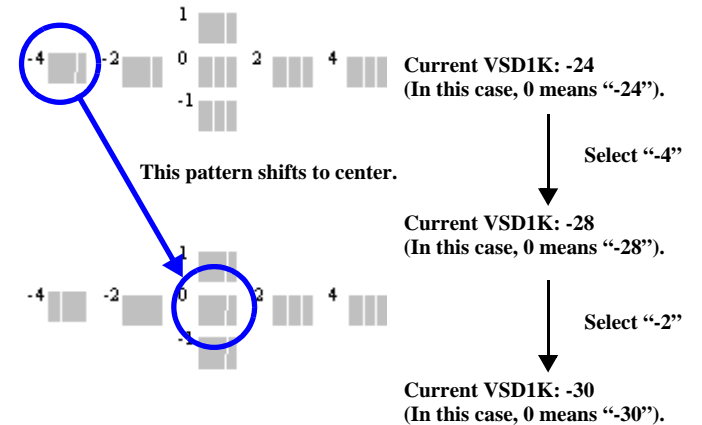 1
-4 -2 0 2 4
-1
Current VSD1K: -24
(In this case, 0 means “-24”).
Select “-4”
This pattern shifts to center.
Current VSD1K: -28
(In this case, 0 means “-28”).
1
-4 -2 0 2 4
-1
Select “-2”
Current VSD1K: -30
(In this case, 0 means “-30”).